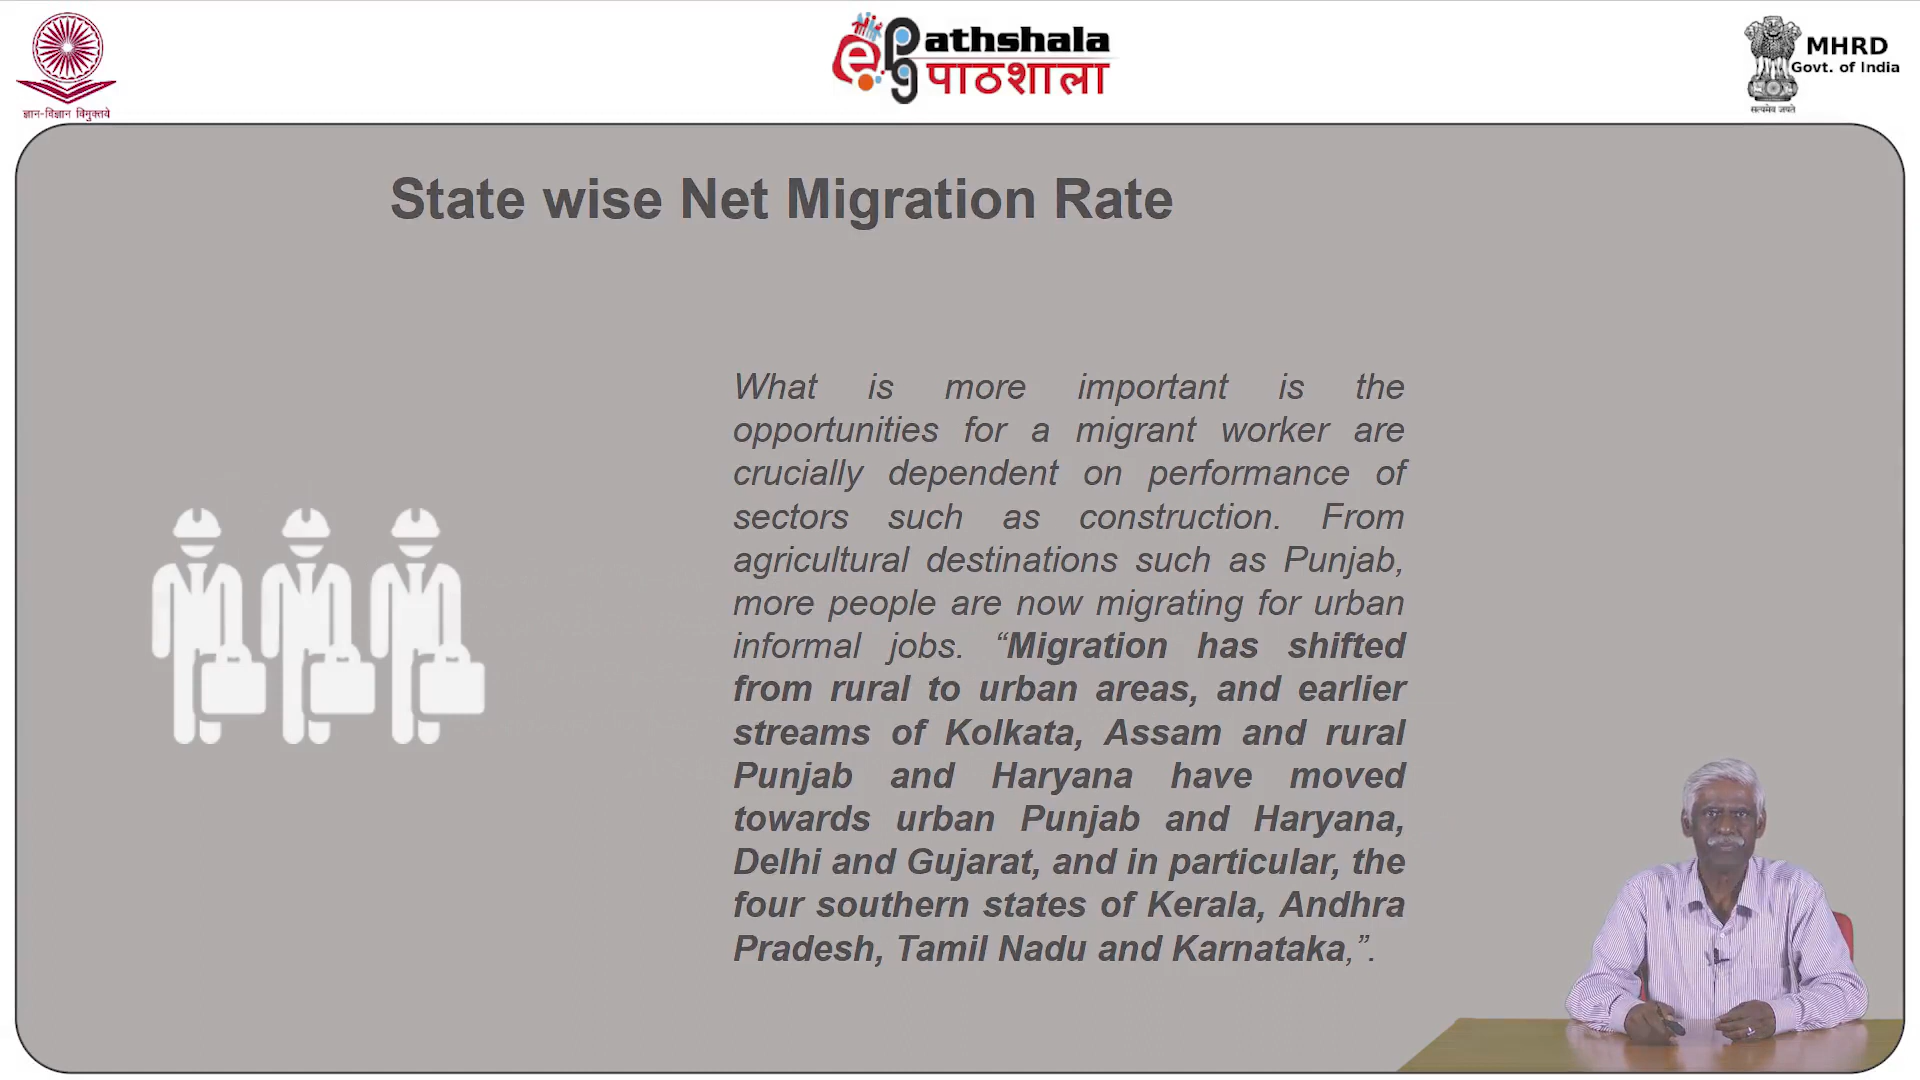 ज्ञान-विज्ञान विमुक्तये
ePG
athshala
पाठशाला
सत्यमेव जयते
MHRD
Govt. of India
State wise Net Migration Rate
What is more important is the
opportunities for a migrant worker are
crucially dependent on performance of
sectors such as construction. From
agricultural destinations such as Punjab,
more people are now migrating for urban
informal jobs. “Migration has shifted
from rural to urban areas, and earlier
streams of Kolkata, Assam and rural
Punjab and Haryana have moved
towards urban Punjab and Haryana,
Delhi and Gujarat, and in particular, the
four southern states of Kerala, Andhra
Pradesh, Tamil Nadu and Karnataka,”.